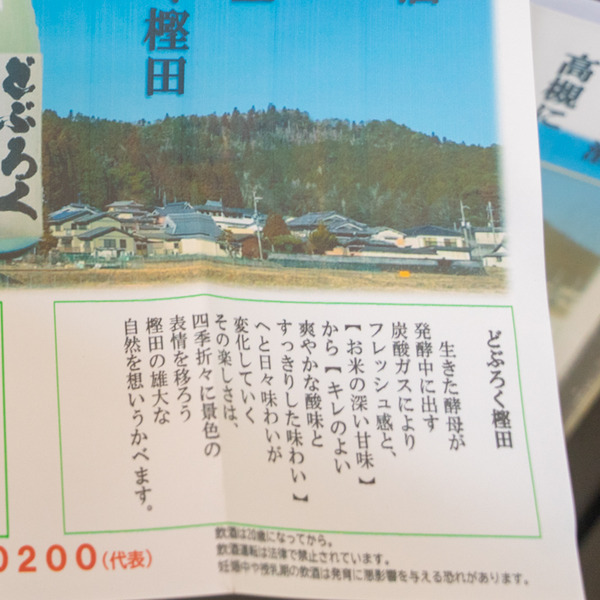 樫田
どぶろく
高槻に
どぶろく樫田
生きた酵母が
発酵中に出す
炭酸ガスにより
フレッシュ感と、
【お米の深い甘味】
から【キレのよい
爽やかな酸味と
すっきりした味わい】
へと日々味わいが
変化していく
その楽しさは、
四季折々に景色の
表情を移ろう
樫田の雄大な
自然を想いうかべます。
0200(代表)
飲酒は20歳になってから。
飲酒運転は法律で禁止されています。
妊娠中や授乳期の飲酒は発育に悪影響を与える恐れがあります。